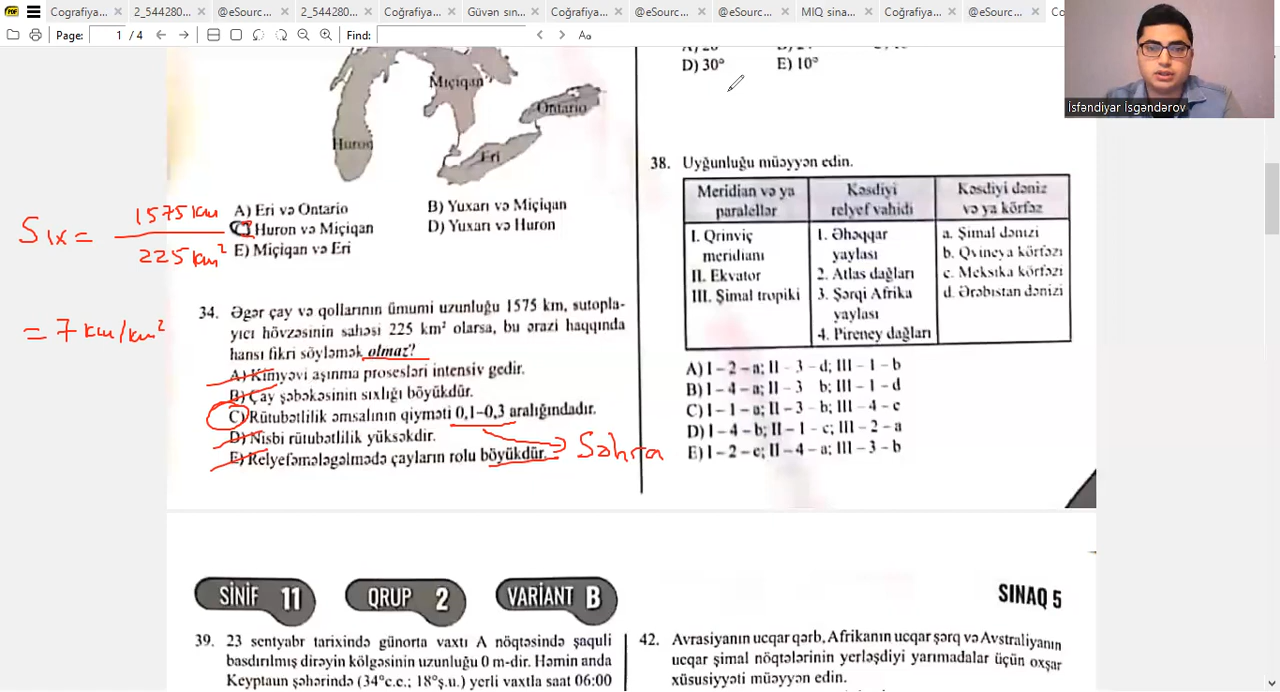 Coğrafiya...
2_544280...
@eSourc...
2_544280...
Coğrafiya...
Güvən sın...
Coğrafiya...
@eSourc...
@eSourc...
MIQ sina...
Coğrafiya...
@eSourc...
Co
Page: 1 / 4
Find:
İsfəndiyar İsgəndərov
Miçiqan
Ontario
Huron
Eri
A) Eri və Ontario
B) Yuxarı və Miçiqan
C) Huron və Miçiqan
D) Yuxarı və Huron
E) Miçiqan və Eri
Sıx = 1575 km
225 km²
= 7 km/km²
34. Əgər çay və qollarının ümumi uzunluğu 1575 km, sutopla-
yıcı hövzəsinin sahəsi 225 km² olarsa, bu ərazi haqqında
hansı fikri söyləmək olmaz?
A) Kimyəvi aşınma prosesləri intensiv gedir.
B) Çay şəbəkəsinin sıxlığı böyükdür.
C) Rütubətlilik əmsalının qiyməti 0,1–0,3 aralığındadır.
D) Nisbi rütubətlilik yüksəkdir.
E) Relyefəmələgəlmədə çayların rolu böyükdür.
Səhra
D) 30°
E) 10°
38. Uyğunluğu müəyyən edin.
Meridian və ya
paralellər
Kəsdiyi
relyef vahidi
Kəsdiyi dəniz
və ya körfəz
I. Qrinviç
meridianı
II. Ekvator
III. Şimal tropiki
1. Əhəqqar
yaylası
2. Atlas dağları
3. Şərqi Afrika
yaylası
4. Pireney dağları
a. Şimal dənizi
b. Qvineya körfəzi
c. Meksika körfəzi
d. Ərəbistan dənizi
A) I – 2 – a; II – 3 – d; III – 1 – b
B) I – 4 – a; II – 3 b; III – 1 – d
C) I – 1 – a; II – 3 – b; III – 4 – c
D) I – 4 – b; II – 1 – c; III – 2 – a
E) I – 2 – c; II – 4 – a; III – 3 – b
SİNİF 11
QRUP 2
VARİANT B
SINAQ 5
39. 23 sentyabr tarixində günorta vaxtı A nöqtəsində şaquli
basdırılmış dirəyin kölgəsinin uzunluğu 0 m-dir. Həmin anda
Keyptaun şəhərində (34°c.e.; 18°ş.u.) yerli vaxtla saat 06:00
42. Avrasiyanın ucqar qərb, Afrikanın ucqar şərq və Avstraliyanın
ucqar şimal nöqtələrinin yerləşdiyi yarımadalar üçün oxşar
xüsusiyyəti müəyyən edin.